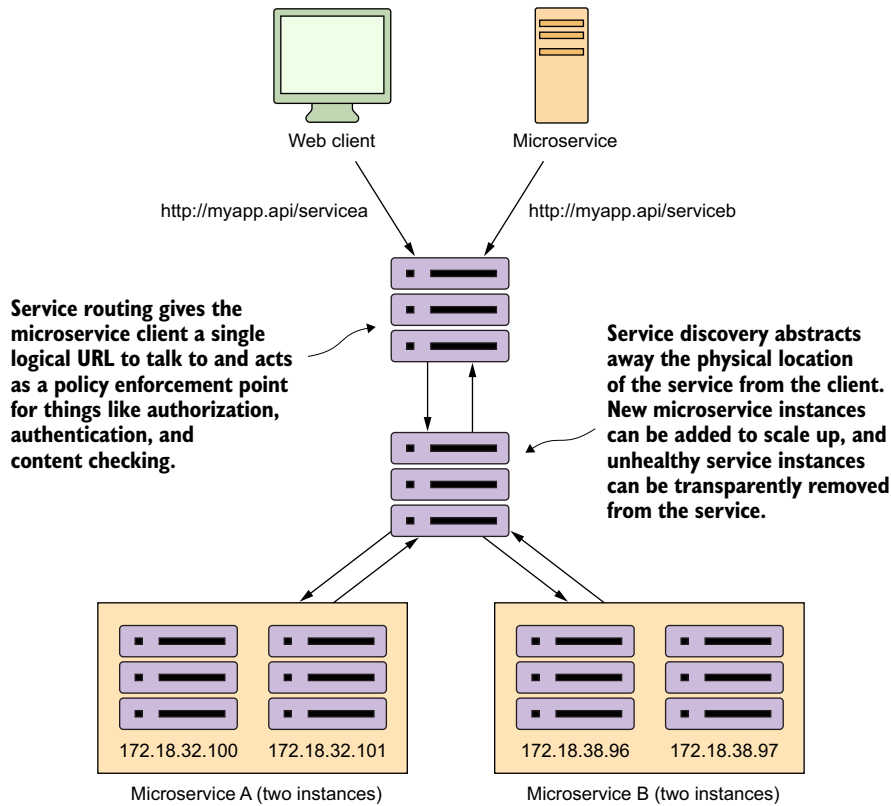 Web client
Microservice
http://myapp.api/servicea
http://myapp.api/serviceb
Service routing gives the
microservice client a single
logical URL to talk to and acts
as a policy enforcement point
for things like authorization,
authentication, and
content checking.
Service discovery abstracts
away the physical location
of the service from the client.
New microservice instances
can be added to scale up, and
unhealthy service instances
can be transparently removed
from the service.
172.18.32.100
172.18.32.101
172.18.38.96
172.18.38.97
Microservice A (two instances)
Microservice B (two instances)